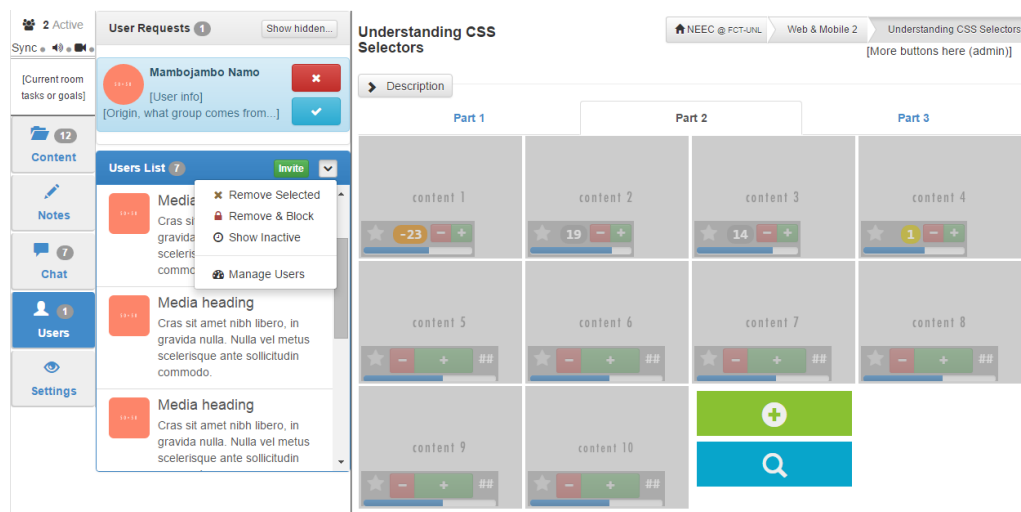 2 Active
Sync
[Current room
tasks or goals]
12
Content
Notes
7
Chat
1
Users
Settings
User Requests 1
Show hidden...
Mambojambo Namo
[User info]
[Origin, what group comes from...]
Users List 7
Invite
Remove Selected
Remove & Block
Show Inactive
Manage Users
Media
Cras si
gravida
sceleris
commo
Media heading
Cras sit amet nibh libero, in
gravida nulla. Nulla vel metus
scelerisque ante sollicitudin
commodo.
Media heading
Cras sit amet nibh libero, in
gravida nulla. Nulla vel metus
scelerisque ante sollicitudin
Understanding CSS
Selectors
NEEC @ FCT-UNL
Web & Mobile 2
Understanding CSS Selectors
[More buttons here (admin)]
Description
Part 1
Part 2
Part 3
content 1
content 2
content 3
content 4
-23 - +
19 - +
14 - +
1 - +
content 5
content 6
content 7
content 8
- + ##
- + ##
- + ##
- + ##
content 9
content 10
- + ##
- + ##